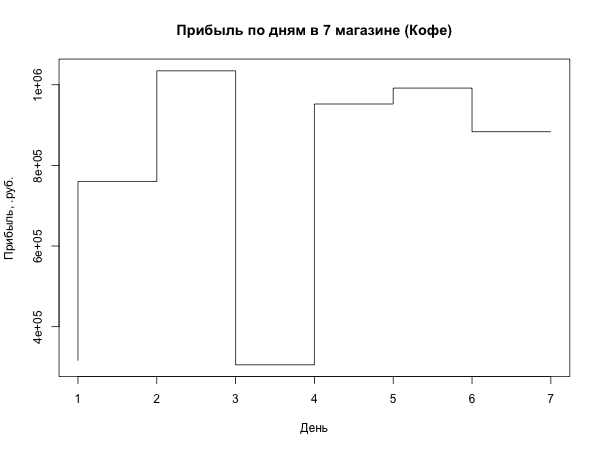 Прибыль по дням в 7 магазине (Кофе)
Прибыль, .руб.
1e+06
8e+05
6e+05
4e+05
1 2 3 4 5 6 7
День